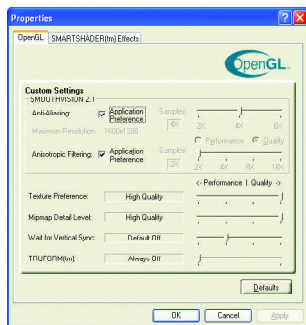 Properties
OpenGL SMARTSHADER(tm) Effects
OpenGL.
Custom Settings
SMOOTHVISION 2.1
Anti-Aliasing: Application Preference Samples:
4X 2X 4X 6X
Maximum Resolution: 1600x1200
Performance Quality
Anisotropic Filtering: Application Preference Samples:
2X 2X 4X 8X 16X
<- Performance | Quality ->
Texture Preference: High Quality
Mipmap Detail Level: High Quality
Wait for Vertical Sync: Default Off
TRUFORM(tm): Always Off
Defaults
OK Cancel Apply